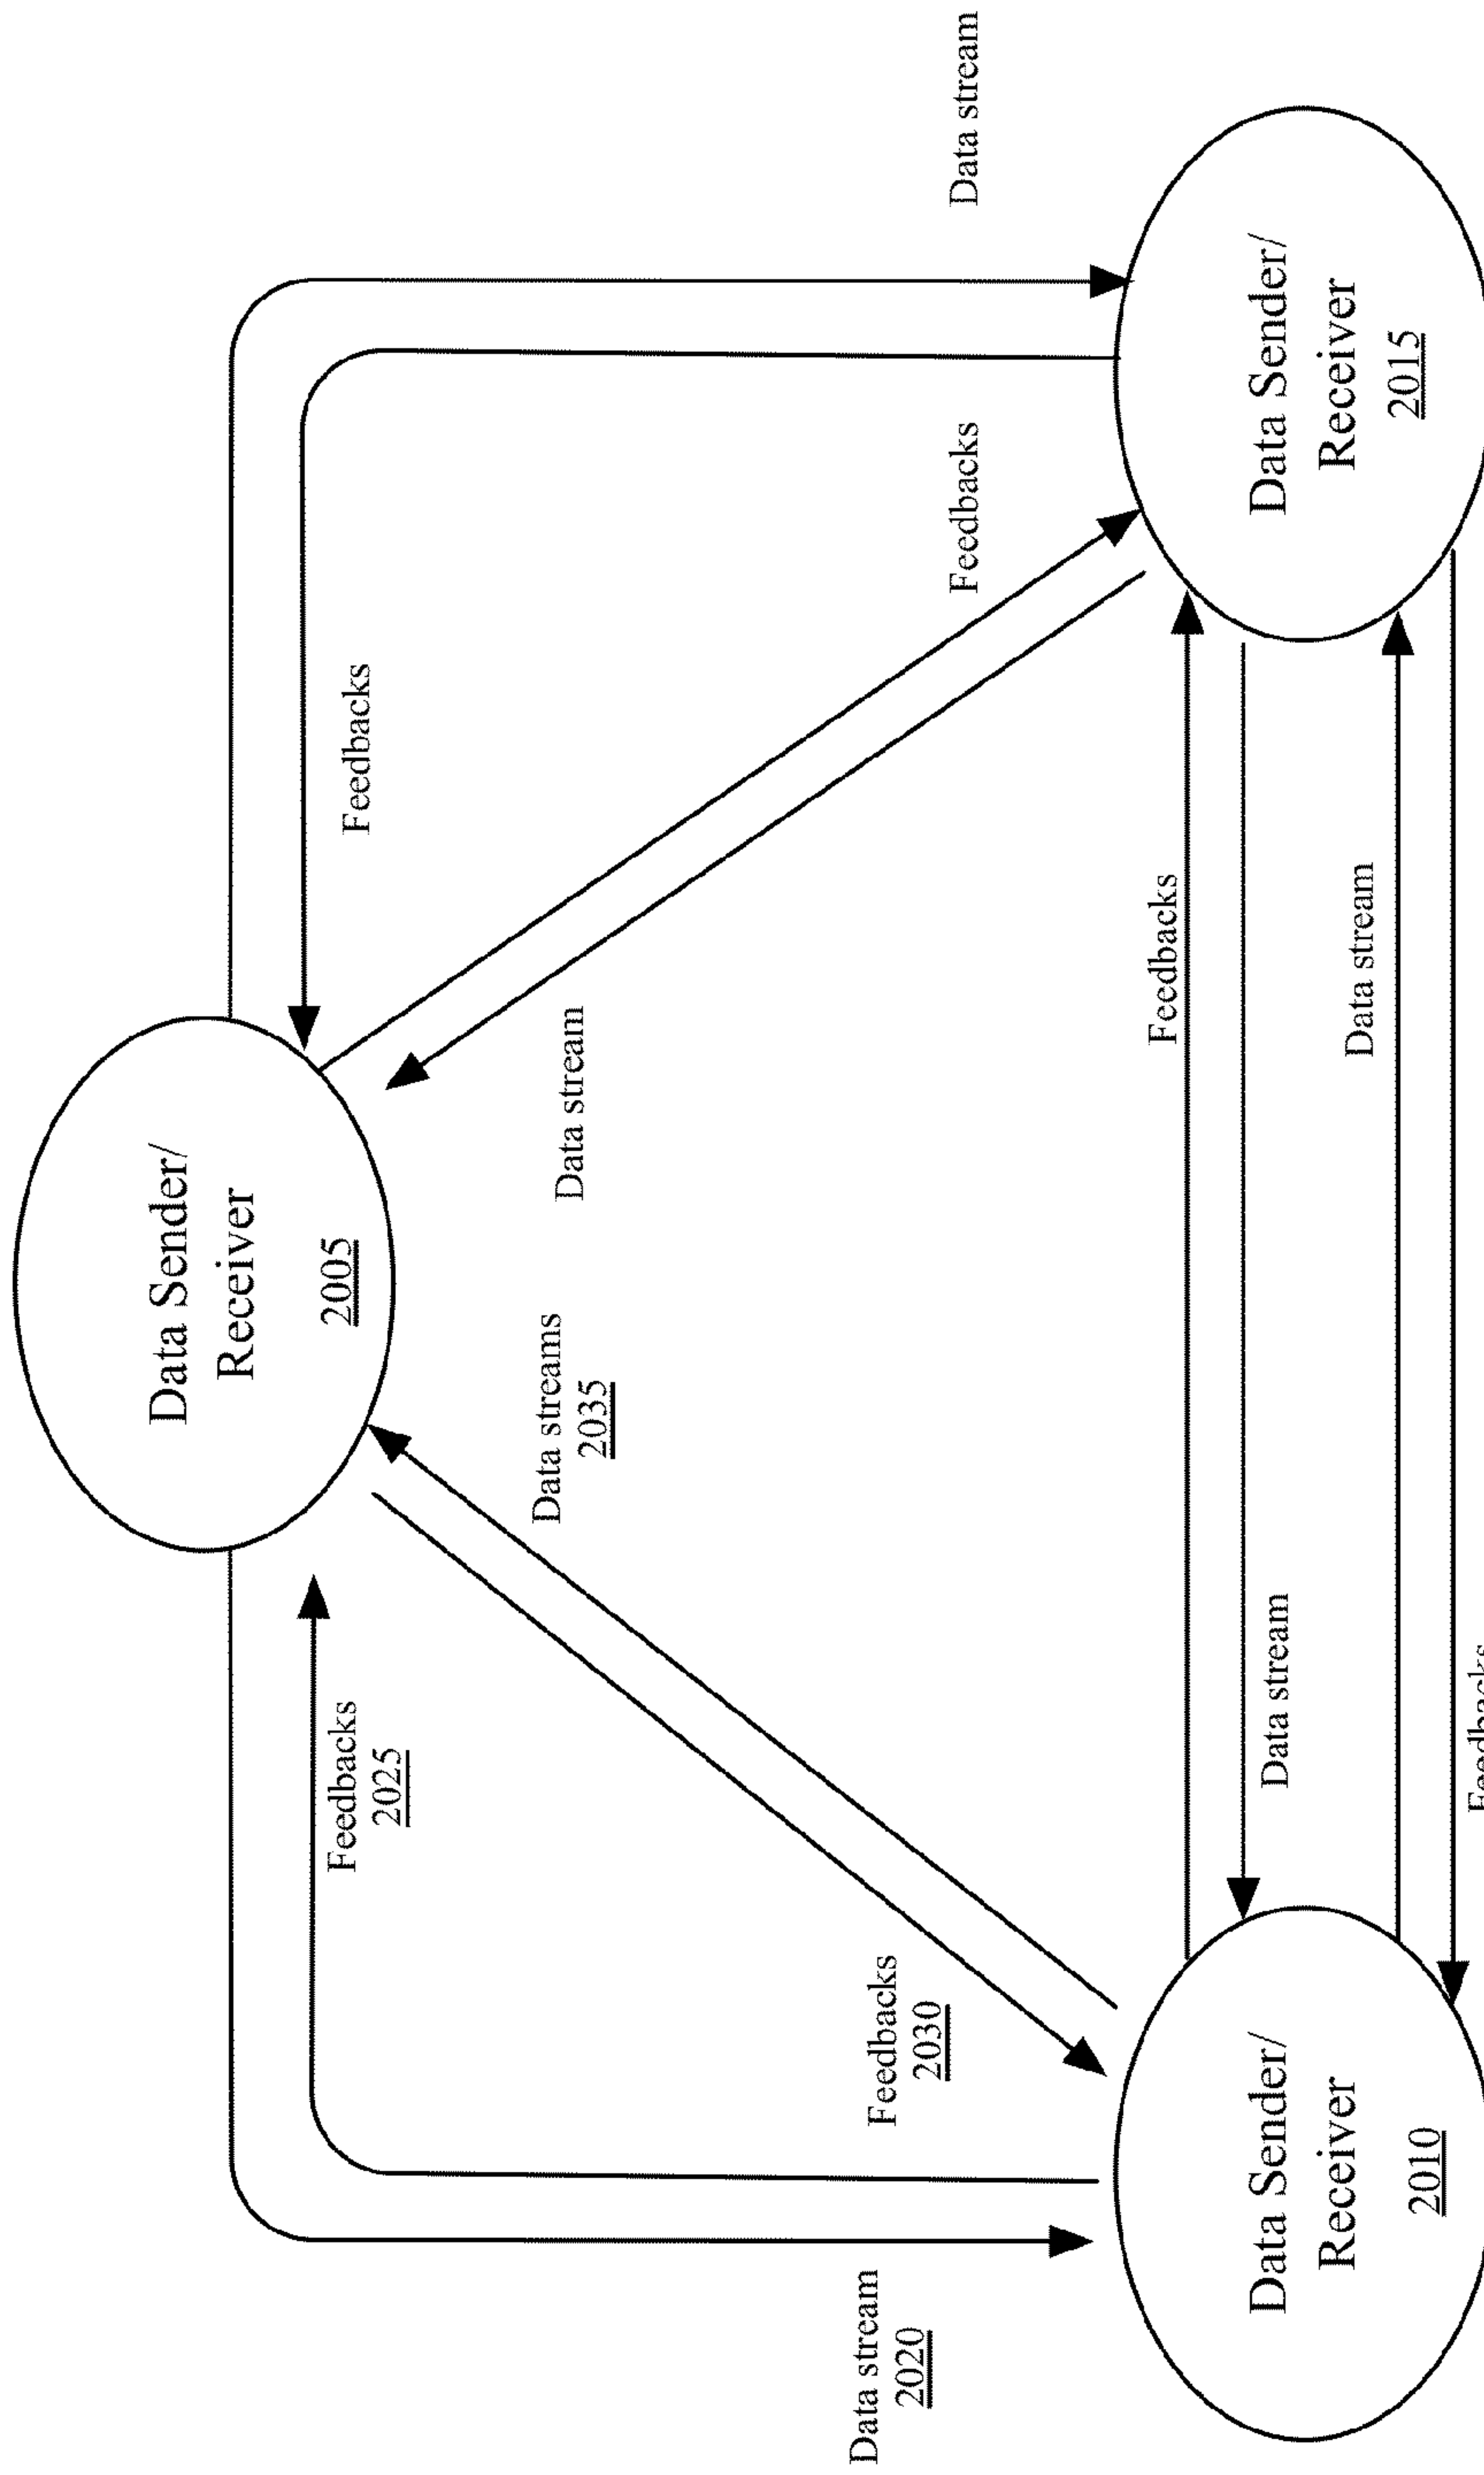 Data Sender/
Receiver
2005
Feedbacks
2025
Feedbacks
Data streams
2035
Data stream
Data stream
2020
Feedbacks
2030
Feedbacks
Data stream
Feedbacks
Data Sender/
Receiver
2010
Data stream
Data stream
Data Sender/
Receiver
2015
Feedbacks